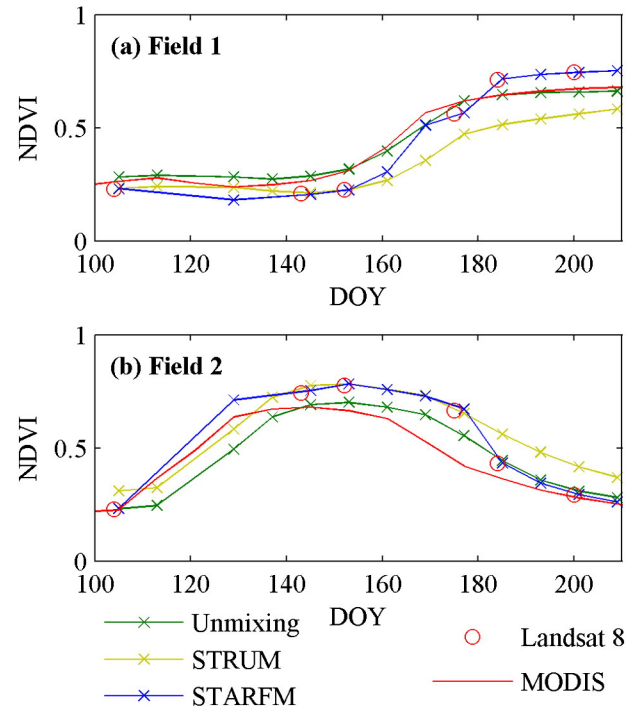 1
(a) Field 1
NDVI
0.5
0
100 120 140 160 180 200
DOY
1
(b) Field 2
NDVI
0.5
0
100 120 140 160 180 200
DOY
Unmixing
STRUM
STARFM
Landsat 8
MODIS